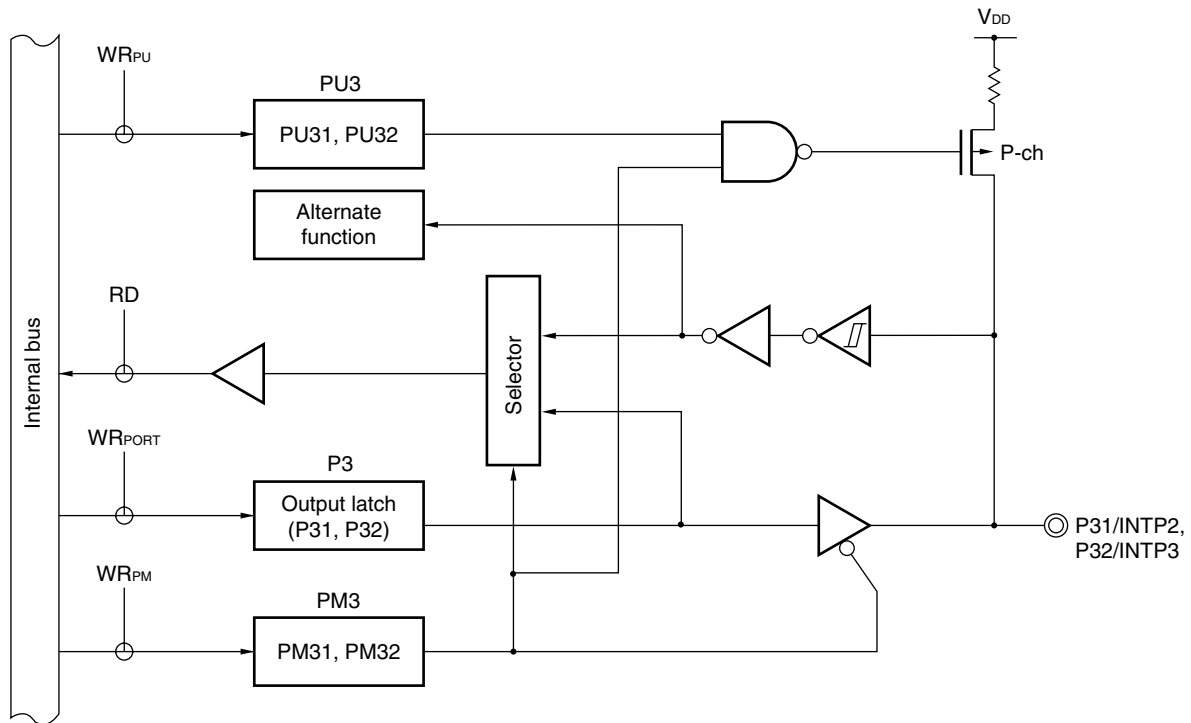 VDD
WRPU
PU3
PU31, PU32
P-ch
Alternate
function
RD
Internal bus
Selector
WRPORT
P3
Output latch
(P31, P32)
P31/INTP2,
P32/INTP3
WRPM
PM3
PM31, PM32